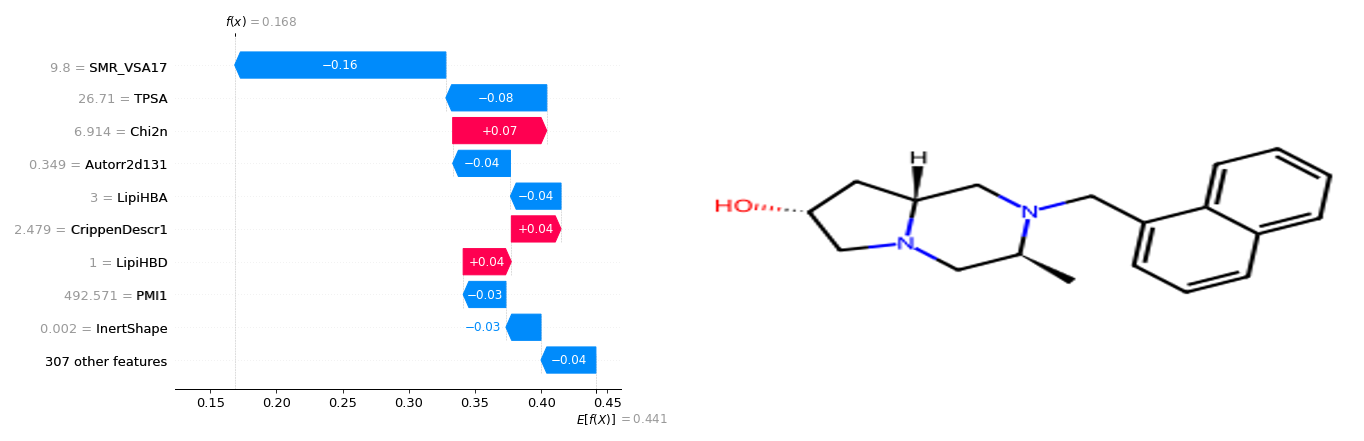 f(x) = 0.168
9.8 = SMR_VSA17
−0.16
26.71 = TPSA
−0.08
6.914 = Chi2n
+0.07
0.349 = Autorr2d131
−0.04
3 = LipiHBA
−0.04
2.479 = CrippenDescr1
+0.04
1 = LipiHBD
+0.04
492.571 = PMI1
−0.03
0.002 = InertShape
−0.03
307 other features
−0.04
0.15 0.20 0.25 0.30 0.35 0.40 0.45
E[f(X)] = 0.441
H
HO
N
N